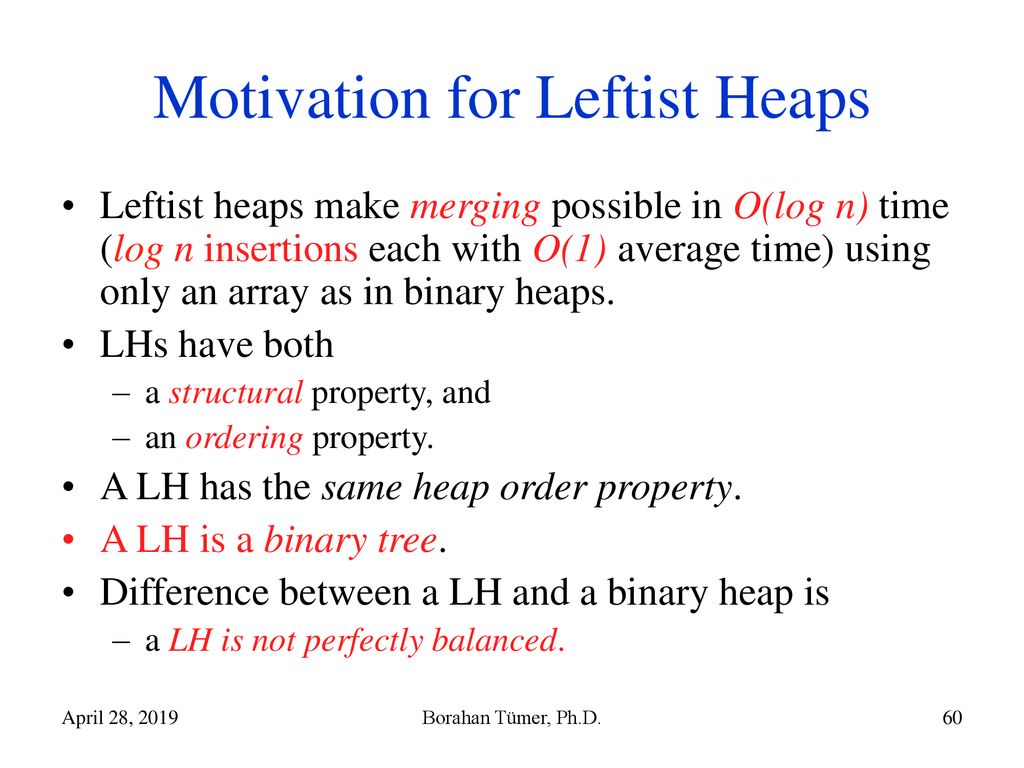 Motivation for Leftist Heaps
• Leftist heaps make merging possible in O(log n) time
(log n insertions each with O(1) average time) using
only an array as in binary heaps.
• LHs have both
– a structural property, and
– an ordering property.
• A LH has the same heap order property.
• A LH is a binary tree.
• Difference between a LH and a binary heap is
– a LH is not perfectly balanced.
April 28, 2019
Borahan Tümer, Ph.D.
60